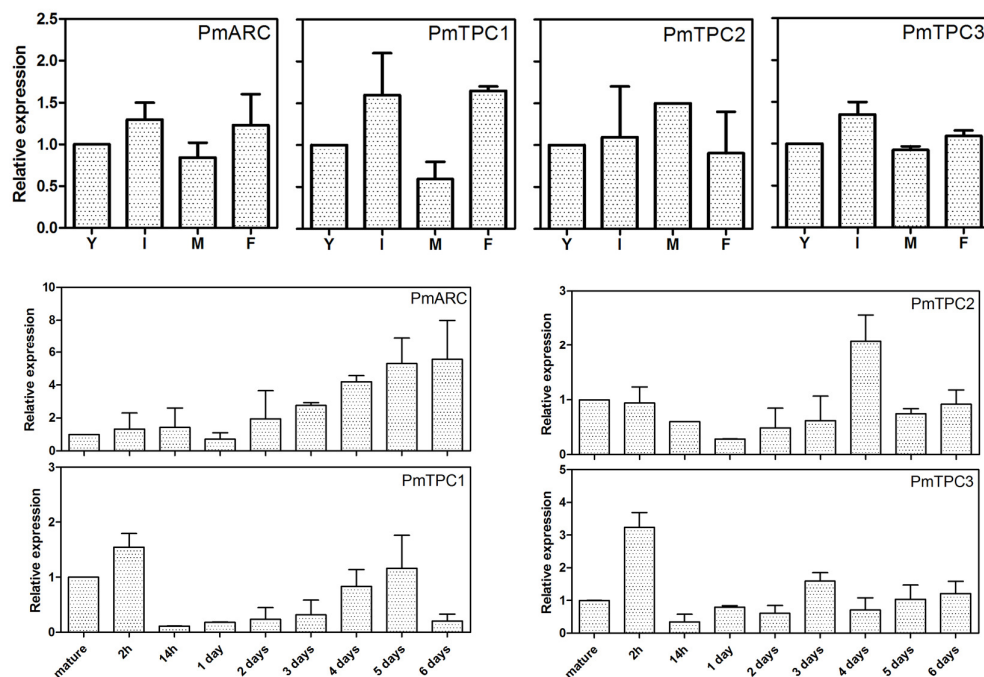 PmARC
PmTPC1
PmTPC2
PmTPC3
Relative expression
2.5
2.0
1.5
1.0
0.5
0.0
Y I M F
Y I M F
Y I M F
Y I M F
PmARC
Relative expression
10
8
6
4
2
0
PmTPC2
Relative expression
3
2
1
0
PmTPC1
Relative expression
3
2
1
0
mature 2h 14h 1 day 2 days 3 days 4 days 5 days 6 days
PmTPC3
Relative expression
5
4
3
2
1
0
mature 2h 14h 1 day 2 days 3 days 4 days 5 days 6 days